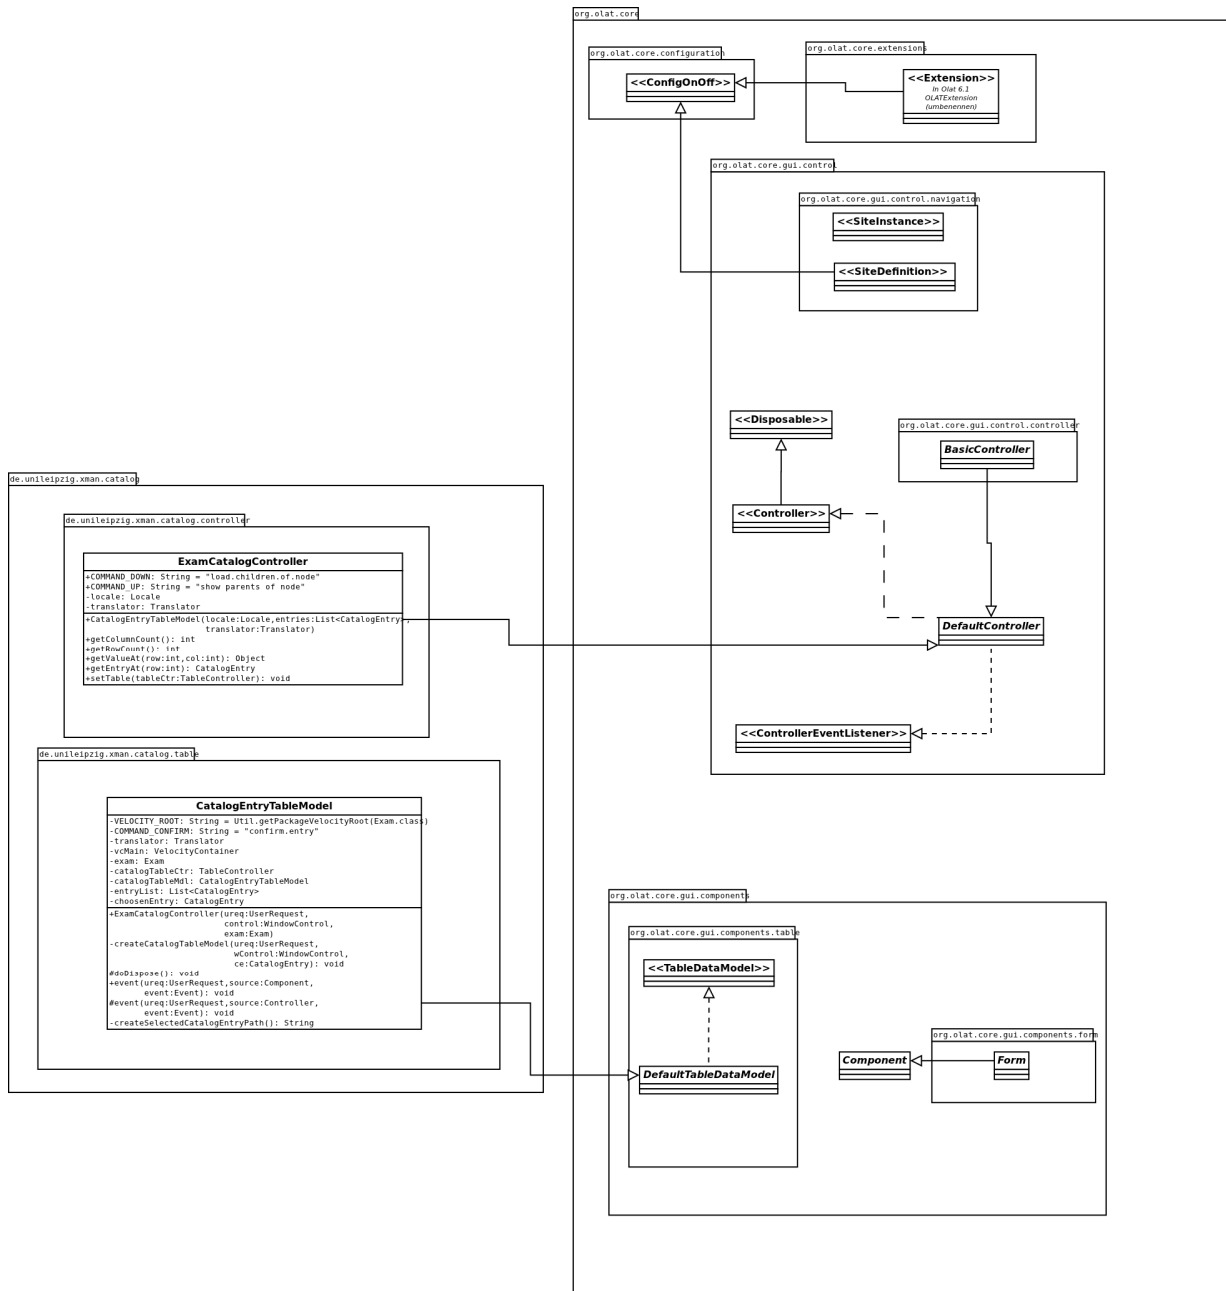 org.olat.core
org.olat.core.configuration
<<ConfigOnOff>>
org.olat.core.extensions
<<Extension>>
In Olat 6.1
OLATExtension
(umbenennen)
org.olat.core.gui.control
org.olat.core.gui.control.navigation
<<SiteInstance>>
<<SiteDefinition>>
<<Disposable>>
org.olat.core.gui.control.controller
BasicController
<<Controller>>
DefaultController
<<ControllerEventListener>>
de.unileipzig.xman.catalog
de.unileipzig.xman.catalog.controller
ExamCatalogController
+COMMAND_DOWN: String = "load.children.of.node"
+COMMAND_UP: String = "show parents of node"
-locale: Locale
-translator: Translator
+CatalogEntryTableModel(locale:Locale,entries:List<CatalogEntry>,
translator:Translator)
+getColumnCount(): int
+getRowCount(): int
+getValueAt(row:int,col:int): Object
+getEntryAt(row:int): CatalogEntry
+setTable(tableCtr:TableController): void
de.unileipzig.xman.catalog.table
CatalogEntryTableModel
-VELOCITY_ROOT: String = Util.getPackageVelocityRoot(Exam.class)
-COMMAND_CONFIRM: String = "confirm.entry"
-translator: Translator
-vcMain: VelocityContainer
-exam: Exam
-catalogTableCtr: TableController
-catalogTableMdl: CatalogEntryTableModel
-entryList: List<CatalogEntry>
-choosenEntry: CatalogEntry
+ExamCatalogController(ureq:UserRequest,
control:WindowControl,
exam:Exam)
-createCatalogTableModel(ureq:UserRequest,
wControl:WindowControl,
ce:CatalogEntry): void
#doDispose(): void
+event(ureq:UserRequest,source:Component,
event:Event): void
#event(ureq:UserRequest,source:Controller,
event:Event): void
-createSelectedCatalogEntryPath(): String
org.olat.core.gui.components
org.olat.core.gui.components.table
<<TableDataModel>>
DefaultTableDataModel
org.olat.core.gui.components.form
Component
Form